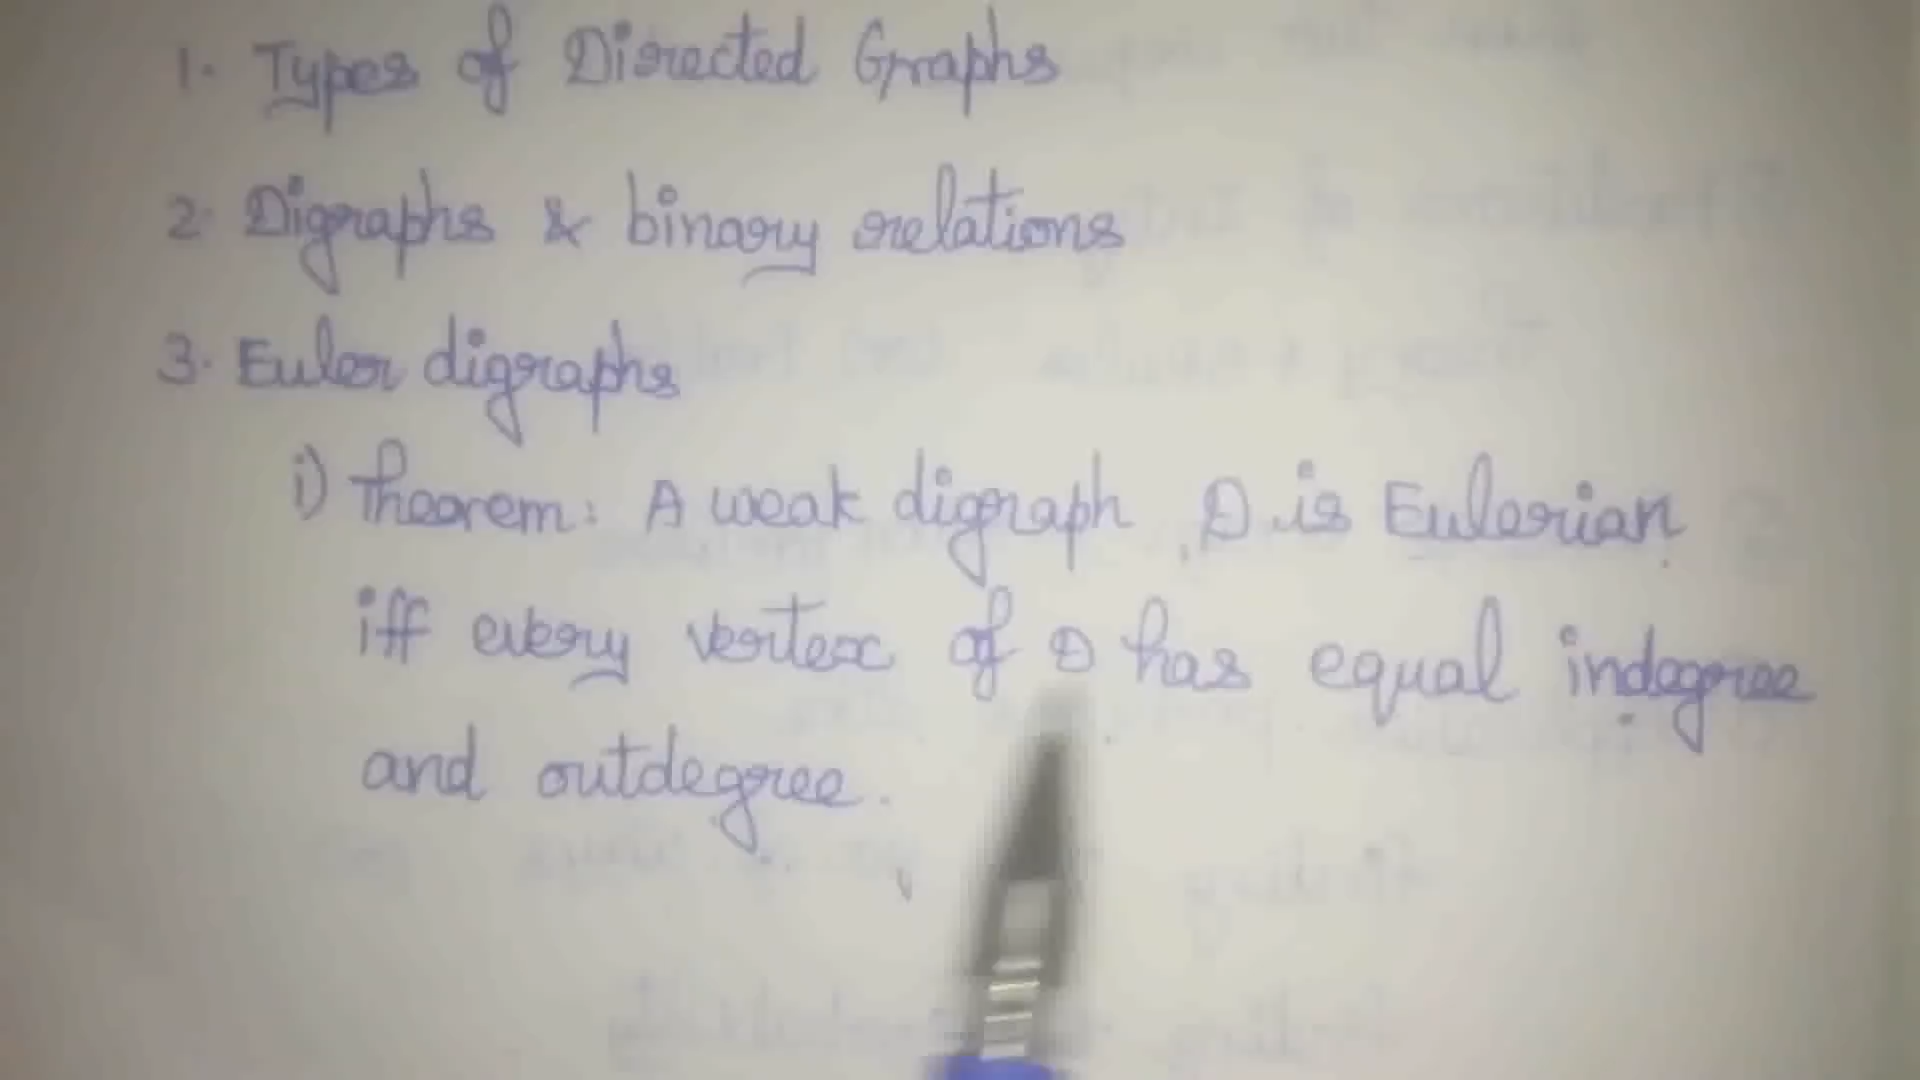 1. Types of Directed Graphs
2. Digraphs & binary relations
3. Euler digraphs
i) Theorem: A weak digraph D is Eulerian
iff every vertex of D has equal indegree
and outdegree.